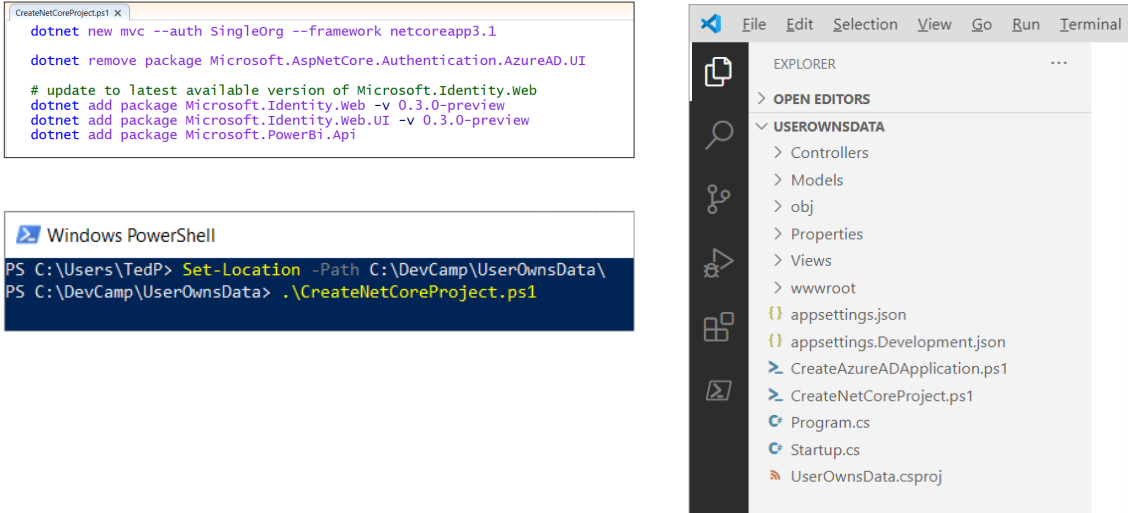 CreateNetCoreProject.ps1
dotnet new mvc --auth SingleOrg --framework netcoreapp3.1
dotnet remove package Microsoft.AspNetCore.Authentication.AzureAD.UI
# update to latest available version of Microsoft.Identity.Web
dotnet add package Microsoft.Identity.Web -v 0.3.0-preview
dotnet add package Microsoft.Identity.Web.UI -v 0.3.0-preview
dotnet add package Microsoft.PowerBi.Api
Windows PowerShell
PS C:\Users\TedP> Set-Location -Path C:\DevCamp\UserOwnsData\
PS C:\DevCamp\UserOwnsData> .\CreateNetCoreProject.ps1
File Edit Selection View Go Run Terminal
EXPLORER
OPEN EDITORS
USEROWNSDATA
Controllers
Models
obj
Properties
Views
wwwroot
appsettings.json
appsettings.Development.json
CreateAzureADApplication.ps1
CreateNetCoreProject.ps1
Program.cs
Startup.cs
UserOwnsData.csproj